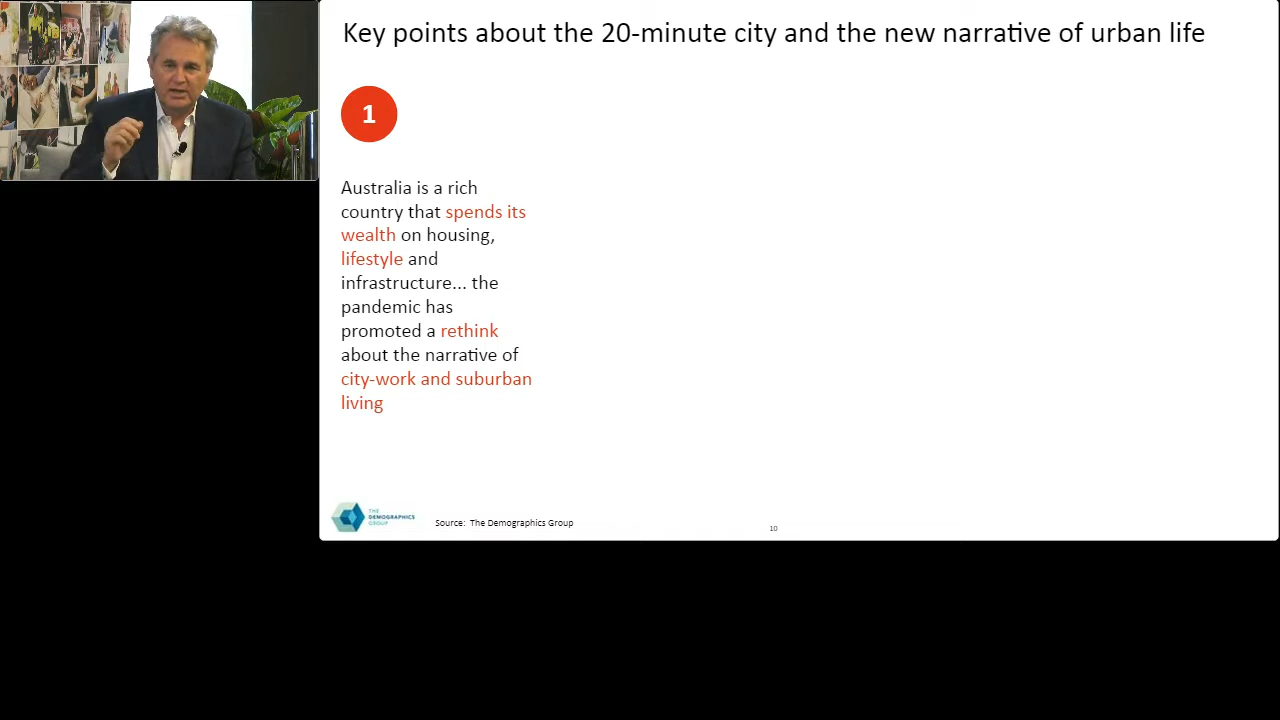 Key points about the 20-minute city and the new narrative of urban life
1
Australia is a rich
country that spends its
wealth on housing,
lifestyle and
infrastructure... the
pandemic has
promoted a rethink
about the narrative of
city-work and suburban
living
THE
DEMOGRAPHICS
GROUP
Source: The Demographics Group
10